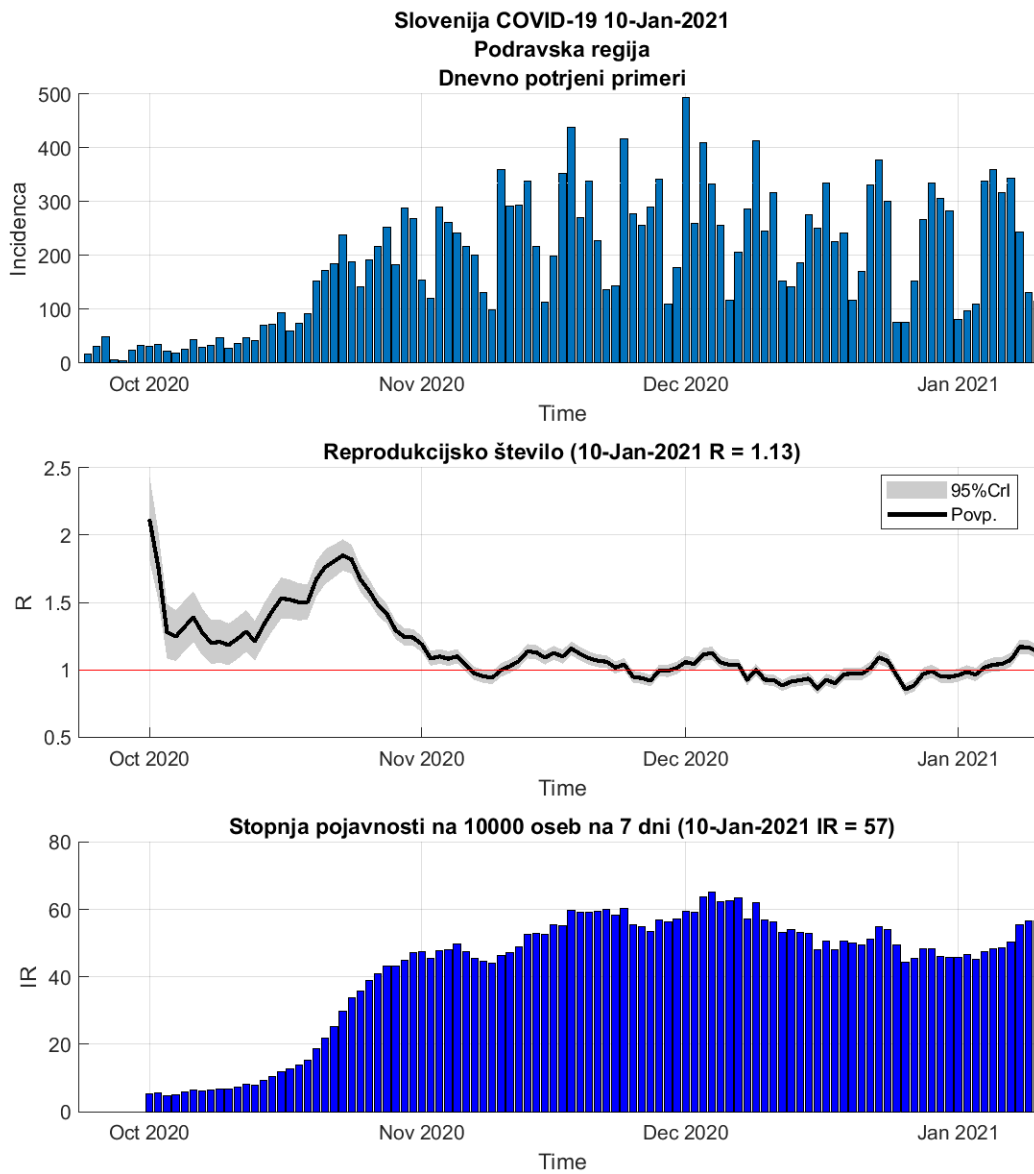 Slovenija COVID-19 10-Jan-2021
Podravska regija
Dnevno potrjeni primeri
500
400
300
200
100
0
Incidenca
Oct 2020 Nov 2020 Dec 2020 Jan 2021
Time
Reprodukcijsko število (10-Jan-2021 R = 1.13)
2.5
2
1.5
1
0.5
R
95%CrI
Povp.
Oct 2020 Nov 2020 Dec 2020 Jan 2021
Time
Stopnja pojavnosti na 10000 oseb na 7 dni (10-Jan-2021 IR = 57)
80
60
40
20
0
IR
Oct 2020 Nov 2020 Dec 2020 Jan 2021
Time